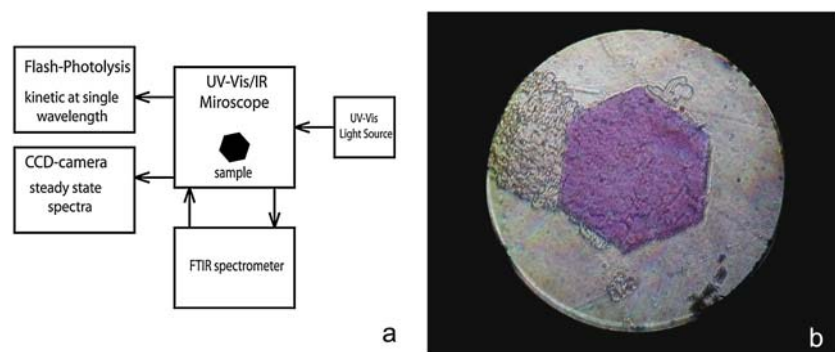 Flash-Photolysis
kinetic at single
wavelength
CCD-camera
steady state
spectra
UV-Vis/IR
Miroscope
sample
UV-Vis
Light Source
FTIR spectrometer
a
b